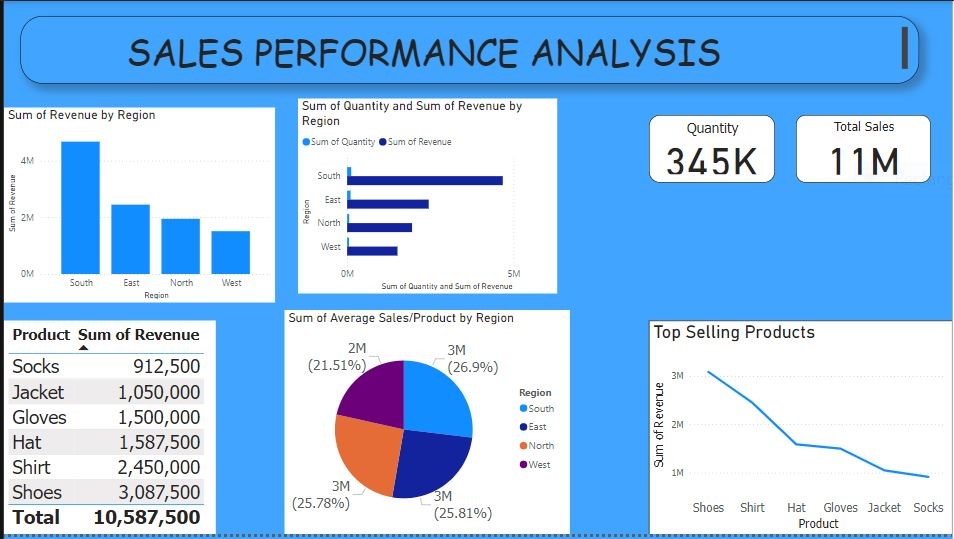 SALES PERFORMANCE ANALYSIS
Sum of Revenue by Region
Sum of Revenue
4M
2M
0M
South East North West
Region
Sum of Quantity and Sum of Revenue by
Region
Sum of Quantity Sum of Revenue
Region
South
East
North
West
0M 5M
Sum of Quantity and Sum of Revenue
Quantity
345K
Total Sales
11M
Product Sum of Revenue
Socks 912,500
Jacket 1,050,000
Gloves 1,500,000
Hat 1,587,500
Shirt 2,450,000
Shoes 3,087,500
Total 10,587,500
Sum of Average Sales/Product by Region
2M
(21.51%)
3M
(26.9%)
3M
(25.78%)
3M
(25.81%)
Region
South
East
North
West
Top Selling Products
Sum of Revenue
3M
2M
1M
Shoes Shirt Hat Gloves Jacket Socks
Product